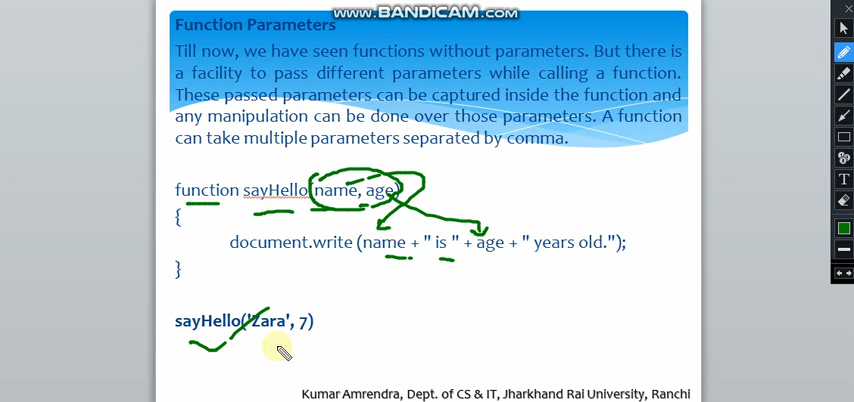 www.BANDICAM.com
Function Parameters
Till now, we have seen functions without parameters. But there is
a facility to pass different parameters while calling a function.
These passed parameters can be captured inside the function and
any manipulation can be done over those parameters. A function
can take multiple parameters separated by comma.
function sayHello(name, age)
{
document.write (name + " is " + age + " years old.");
}
sayHello('Zara', 7)
Kumar Amrendra, Dept. of CS & IT, Jharkhand Rai University, Ranchi
T